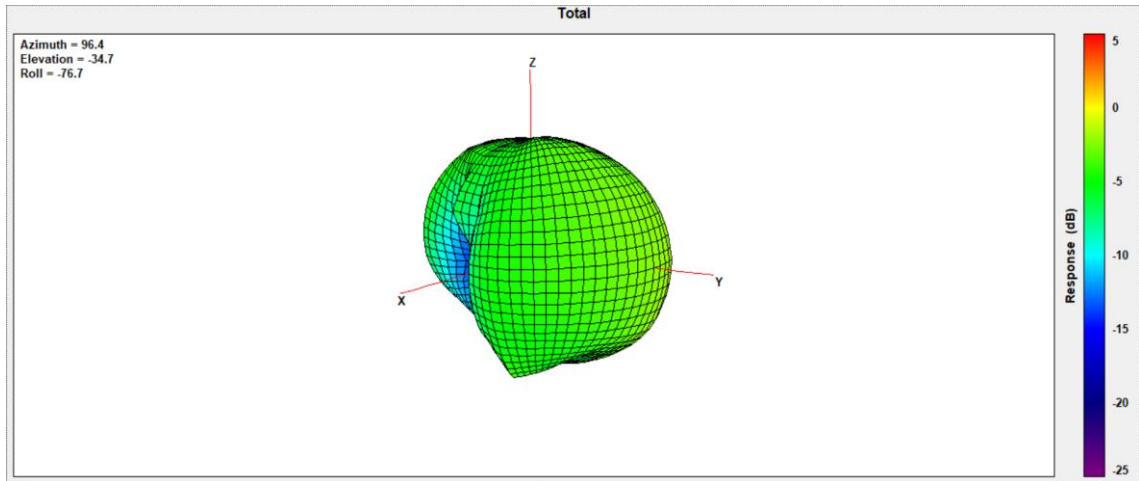 Total
Azimuth = 96.4
Elevation = -34.7
Roll = -76.7
Z
Y
X
5
0
-5
-10
-15
-20
-25
Response (dB)